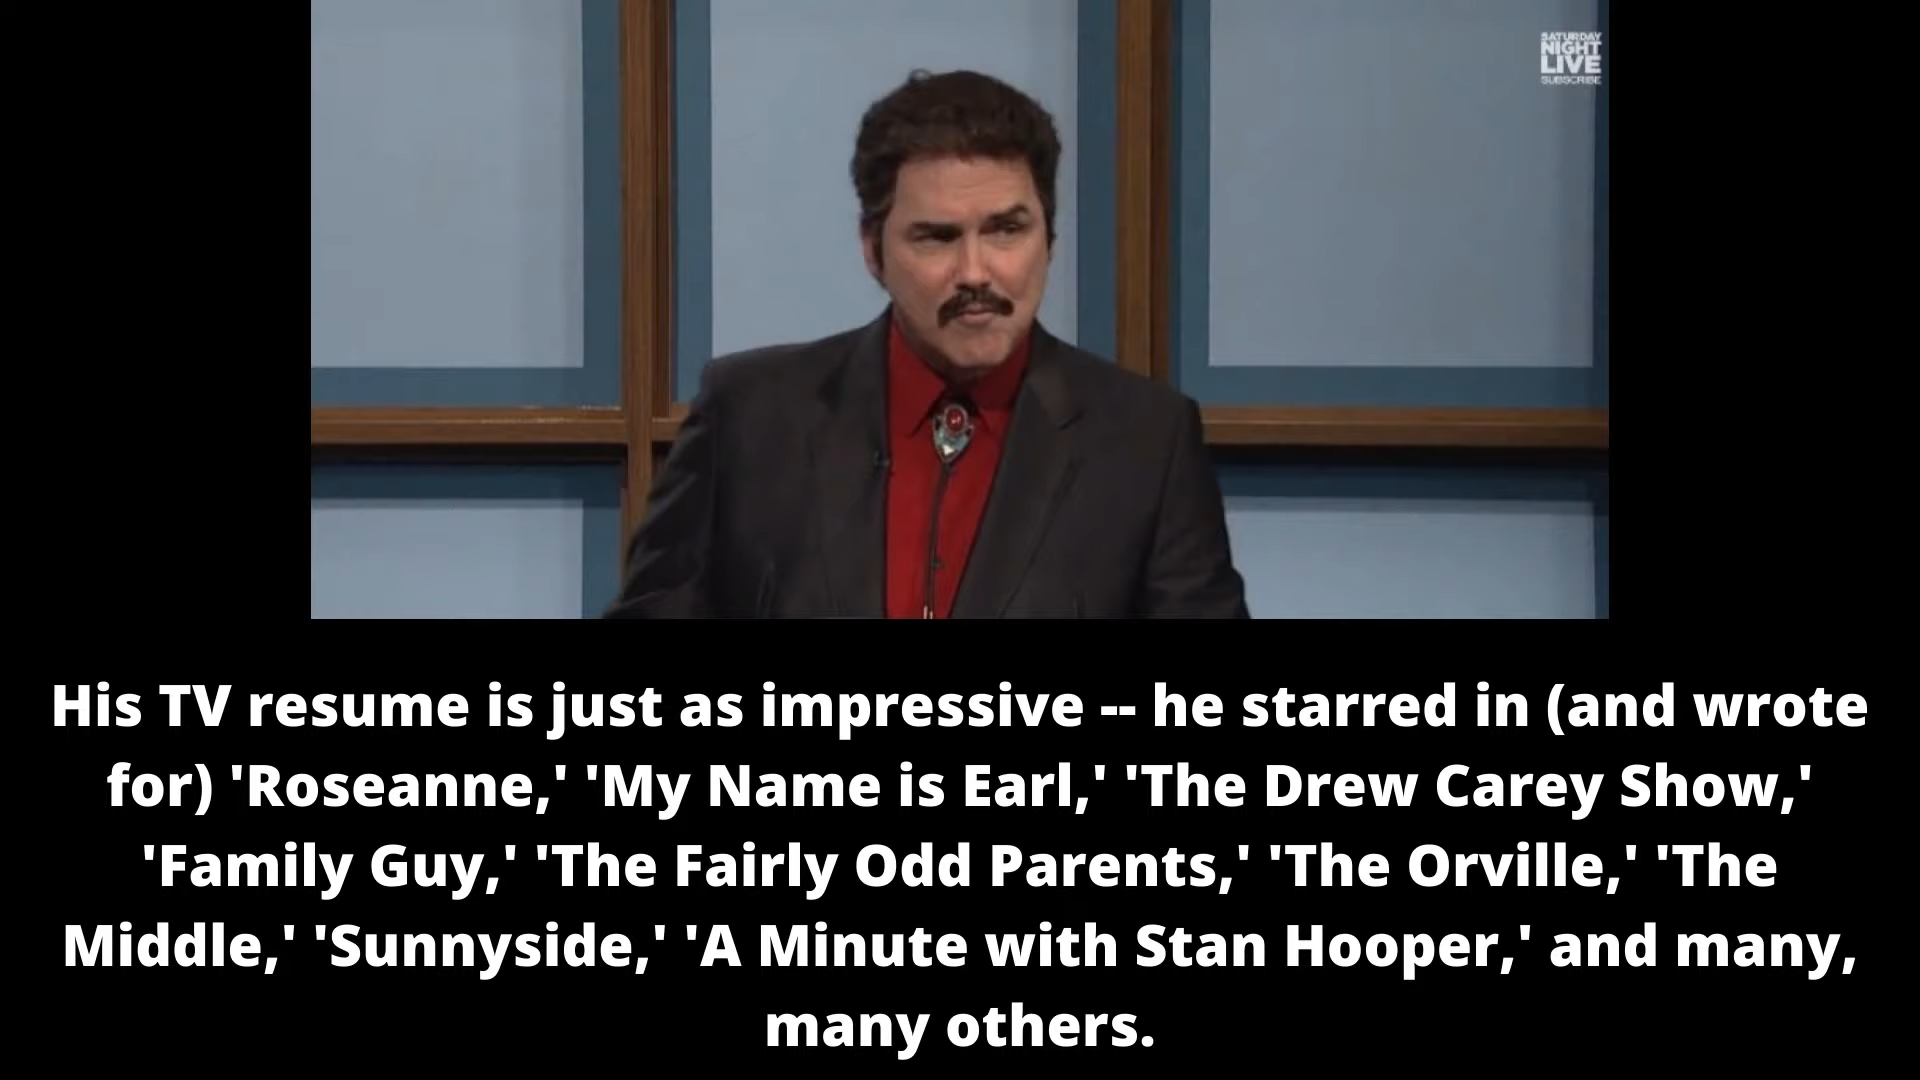 SATURDAY
NIGHT
LIVE
SUBSCRIBE
His TV resume is just as impressive -- he starred in (and wrote
for) 'Roseanne,' 'My Name is Earl,' 'The Drew Carey Show,'
'Family Guy,' 'The Fairly Odd Parents,' 'The Orville,' 'The
Middle,' 'Sunnyside,' 'A Minute with Stan Hooper,' and many,
many others.